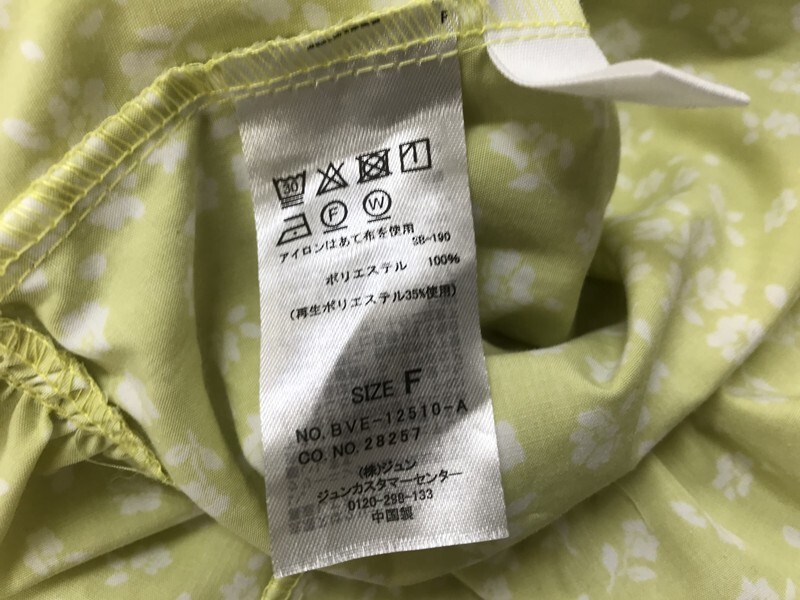 30
F W
アイロンはあて布を使用
SB-190
ポリエステル 100%
(再生ポリエステル35%使用)
SIZE F
NO. BVE-12510-A
CO. NO. 28257
(株)ジュン
ジュンカスタマーセンター
0120-298-133
中国製